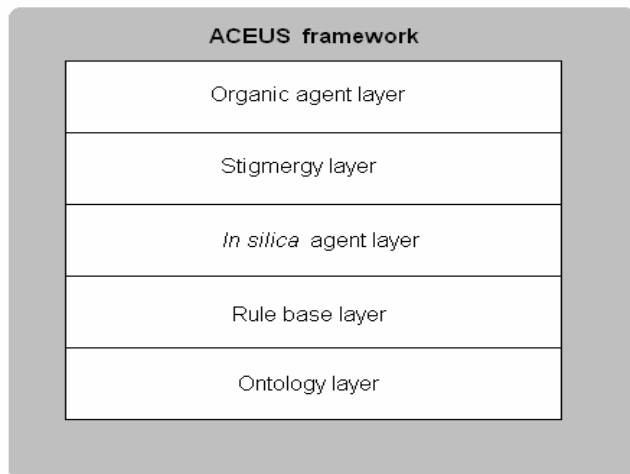 ACEUS framework
Organic agent layer
Stigmergy layer
In silica agent layer
Rule base layer
Ontology layer